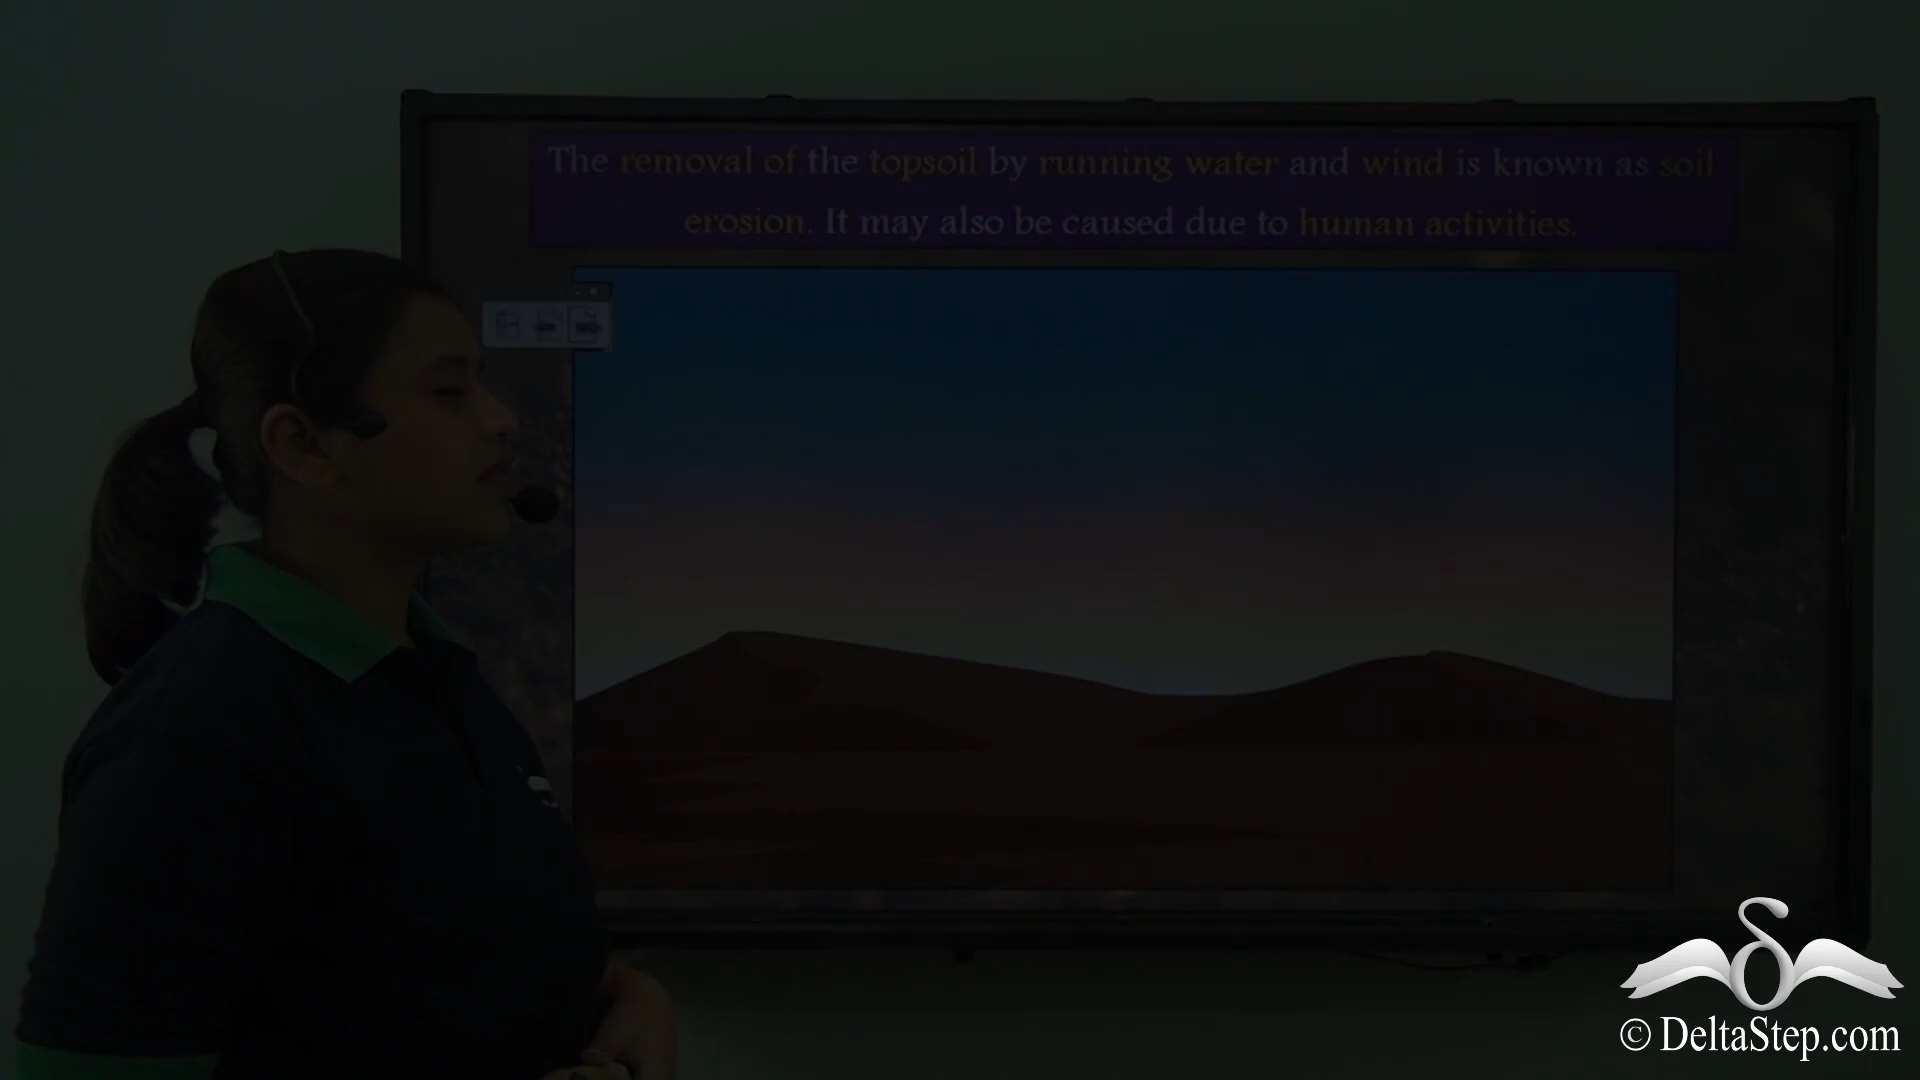 The removal of the topsoil by running water and wind is known as soil
erosion. It may also be caused due to human activities.
© DeltaStep.com